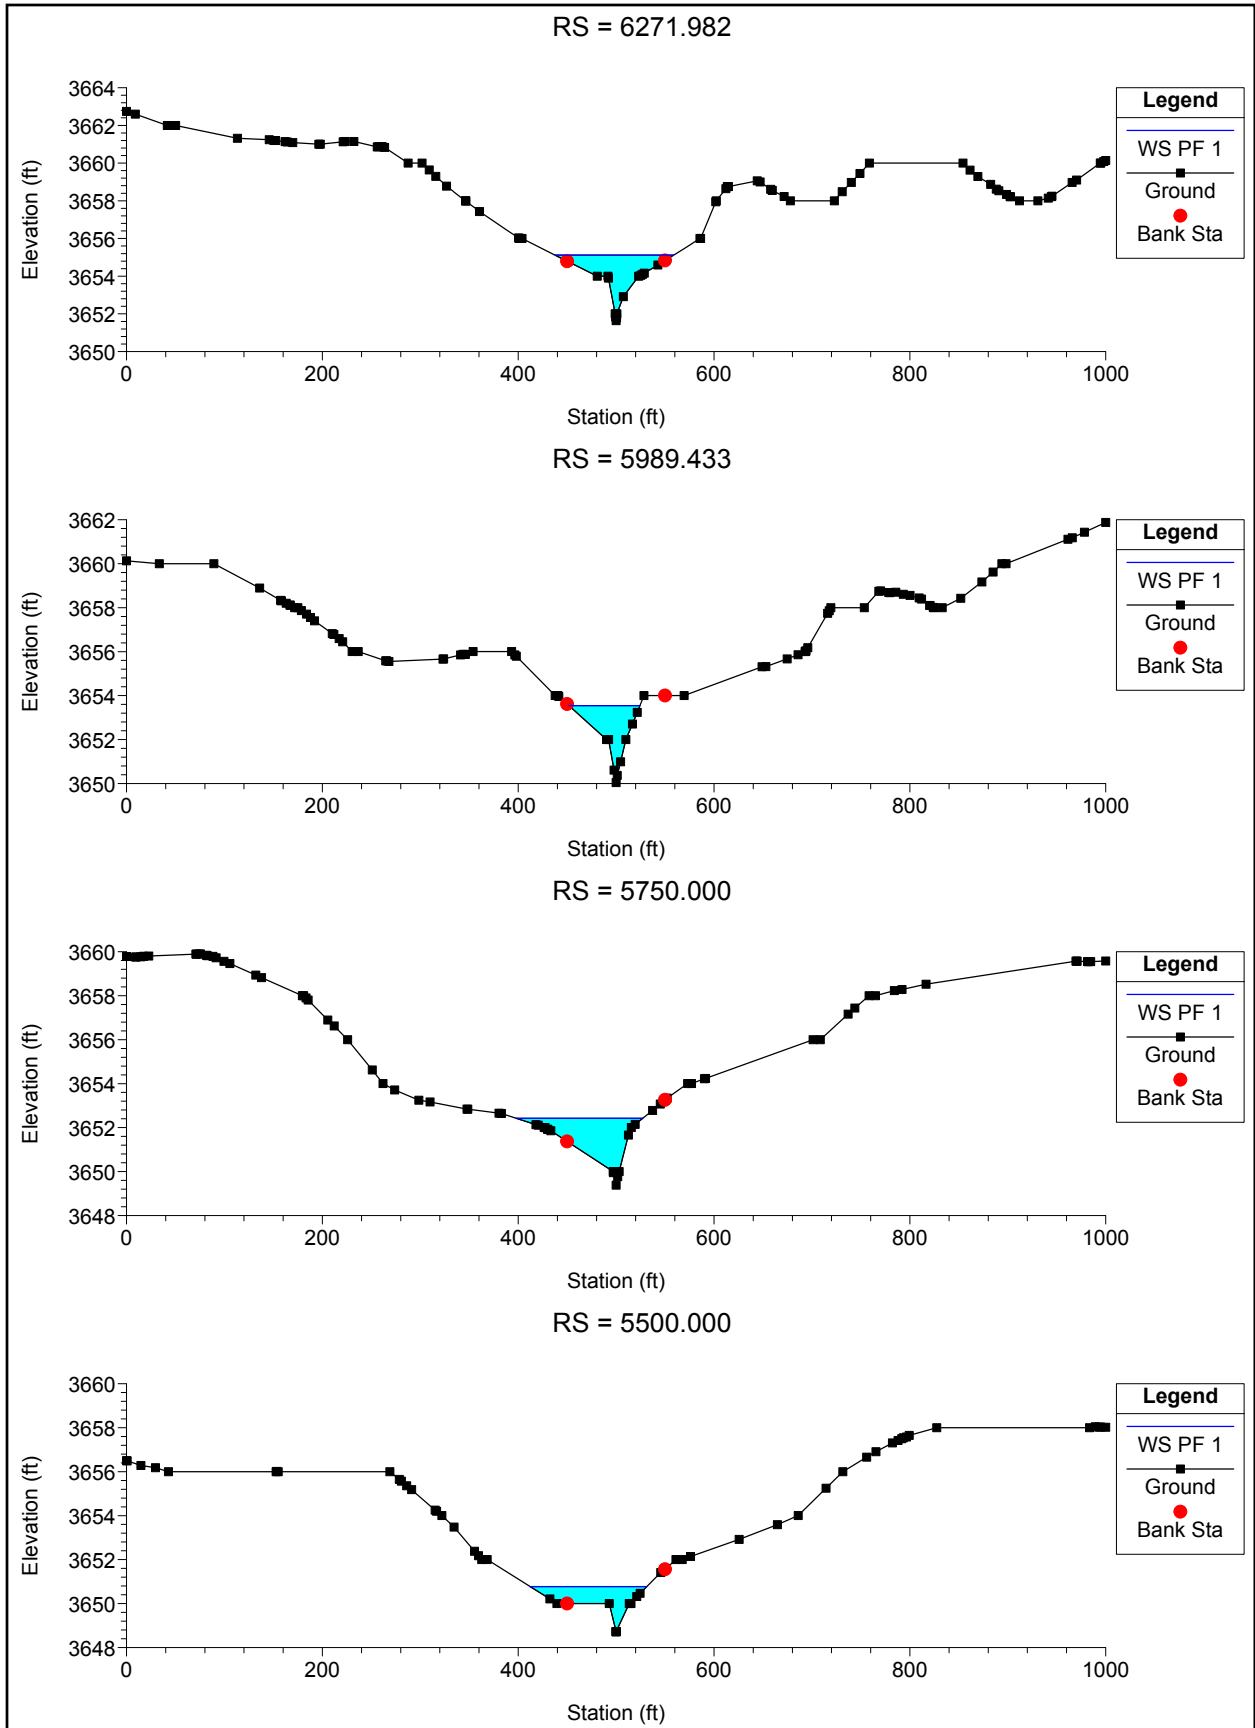 RS = 6271.982
3664
3662
3660
3658
3656
3654
3652
3650
Elevation (ft)
0 200 400 600 800 1000
Station (ft)
Legend
WS PF 1
Ground
Bank Sta
RS = 5989.433
3662
3660
3658
3656
3654
3652
3650
Elevation (ft)
0 200 400 600 800 1000
Station (ft)
Legend
WS PF 1
Ground
Bank Sta
RS = 5750.000
3660
3658
3656
3654
3652
3650
3648
Elevation (ft)
0 200 400 600 800 1000
Station (ft)
Legend
WS PF 1
Ground
Bank Sta
RS = 5500.000
3660
3658
3656
3654
3652
3650
3648
Elevation (ft)
0 200 400 600 800 1000
Station (ft)
Legend
WS PF 1
Ground
Bank Sta